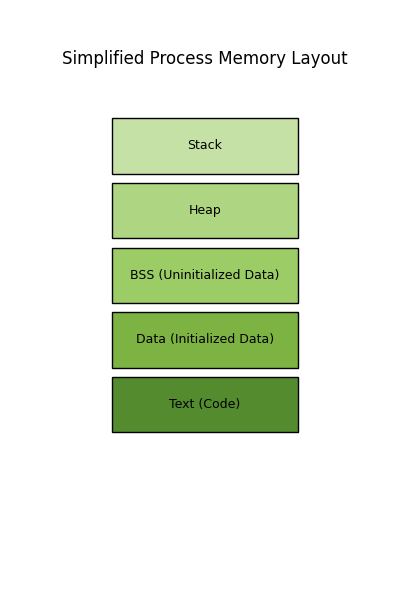 Simplified Process Memory Layout
Stack
Heap
BSS (Uninitialized Data)
Data (Initialized Data)
Text (Code)